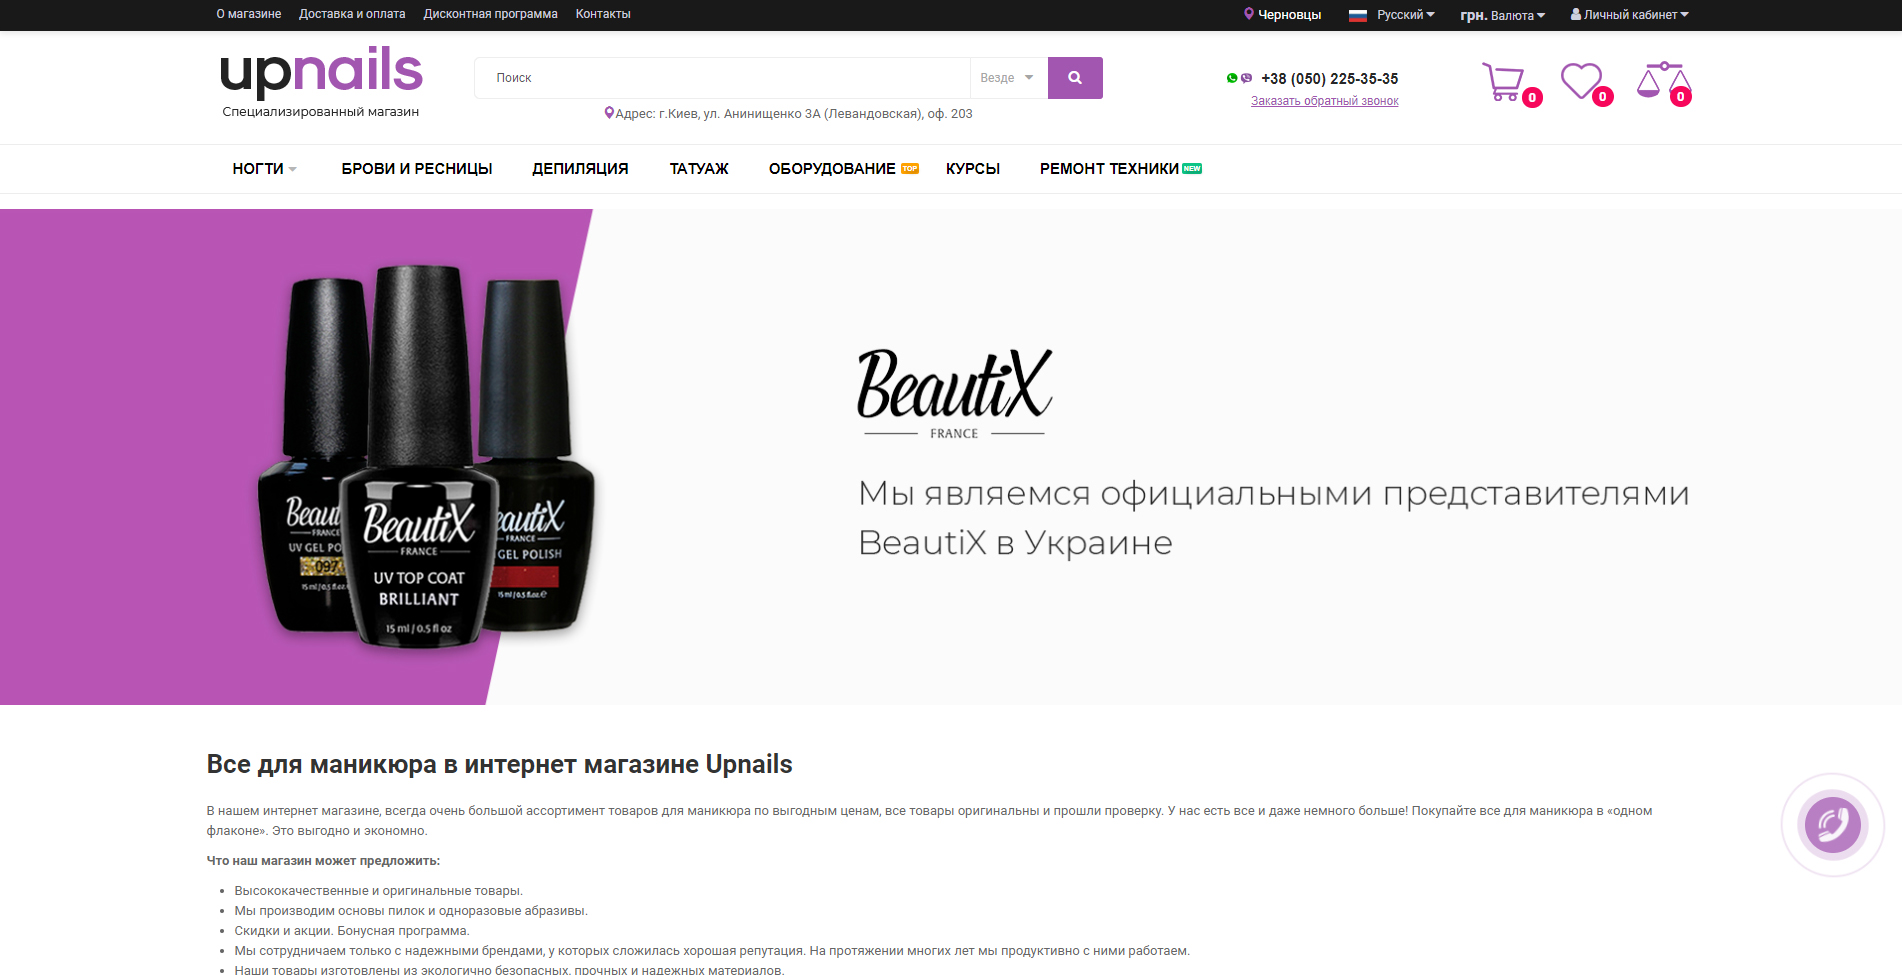 О магазине Доставка и оплата Дисконтная программа Контакты Черновцы Русский грн. Валюта Личный кабинет
upnails
Специализированный магазин
Поиск Везде
Адрес: г.Киев, ул. Анинищенко 3А (Левандовская), оф. 203
+38 (050) 225-35-35
Заказать обратный звонок
0 0 0
НОГТИ БРОВИ И РЕСНИЦЫ ДЕПИЛЯЦИЯ ТАТУАЖ ОБОРУДОВАНИЕ TOP КУРСЫ РЕМОНТ ТЕХНИКИ NEW
Beauti
FRANCE
UV GEL PO
097
15 ml / 0.5 fl.oz
BeautiX
FRANCE
UV TOP COAT
BRILLIANT
15 ml / 0.5 fl oz
eautiX
FRANCE
GEL POLISH
15 ml / 0.5 fl.oz ℮
BeautiX
FRANCE
Мы являемся официальными представителями
BeautiX в Украине
Все для маникюра в интернет магазине Upnails
В нашем интернет магазине, всегда очень большой ассортимент товаров для маникюра по выгодным ценам, все товары оригинальны и прошли проверку. У нас есть все и даже немного больше! Покупайте все для маникюра в «одном
флаконе». Это выгодно и экономно.
Что наш магазин может предложить:
• Высококачественные и оригинальные товары.
• Мы производим основы пилок и одноразовые абразивы.
• Скидки и акции. Бонусная программа.
• Мы сотрудничаем только с надежными брендами, у которых сложилась хорошая репутация. На протяжении многих лет мы продуктивно с ними работаем.
• Наши товары изготовлены из экологично безопасных, прочных и надежных материалов.